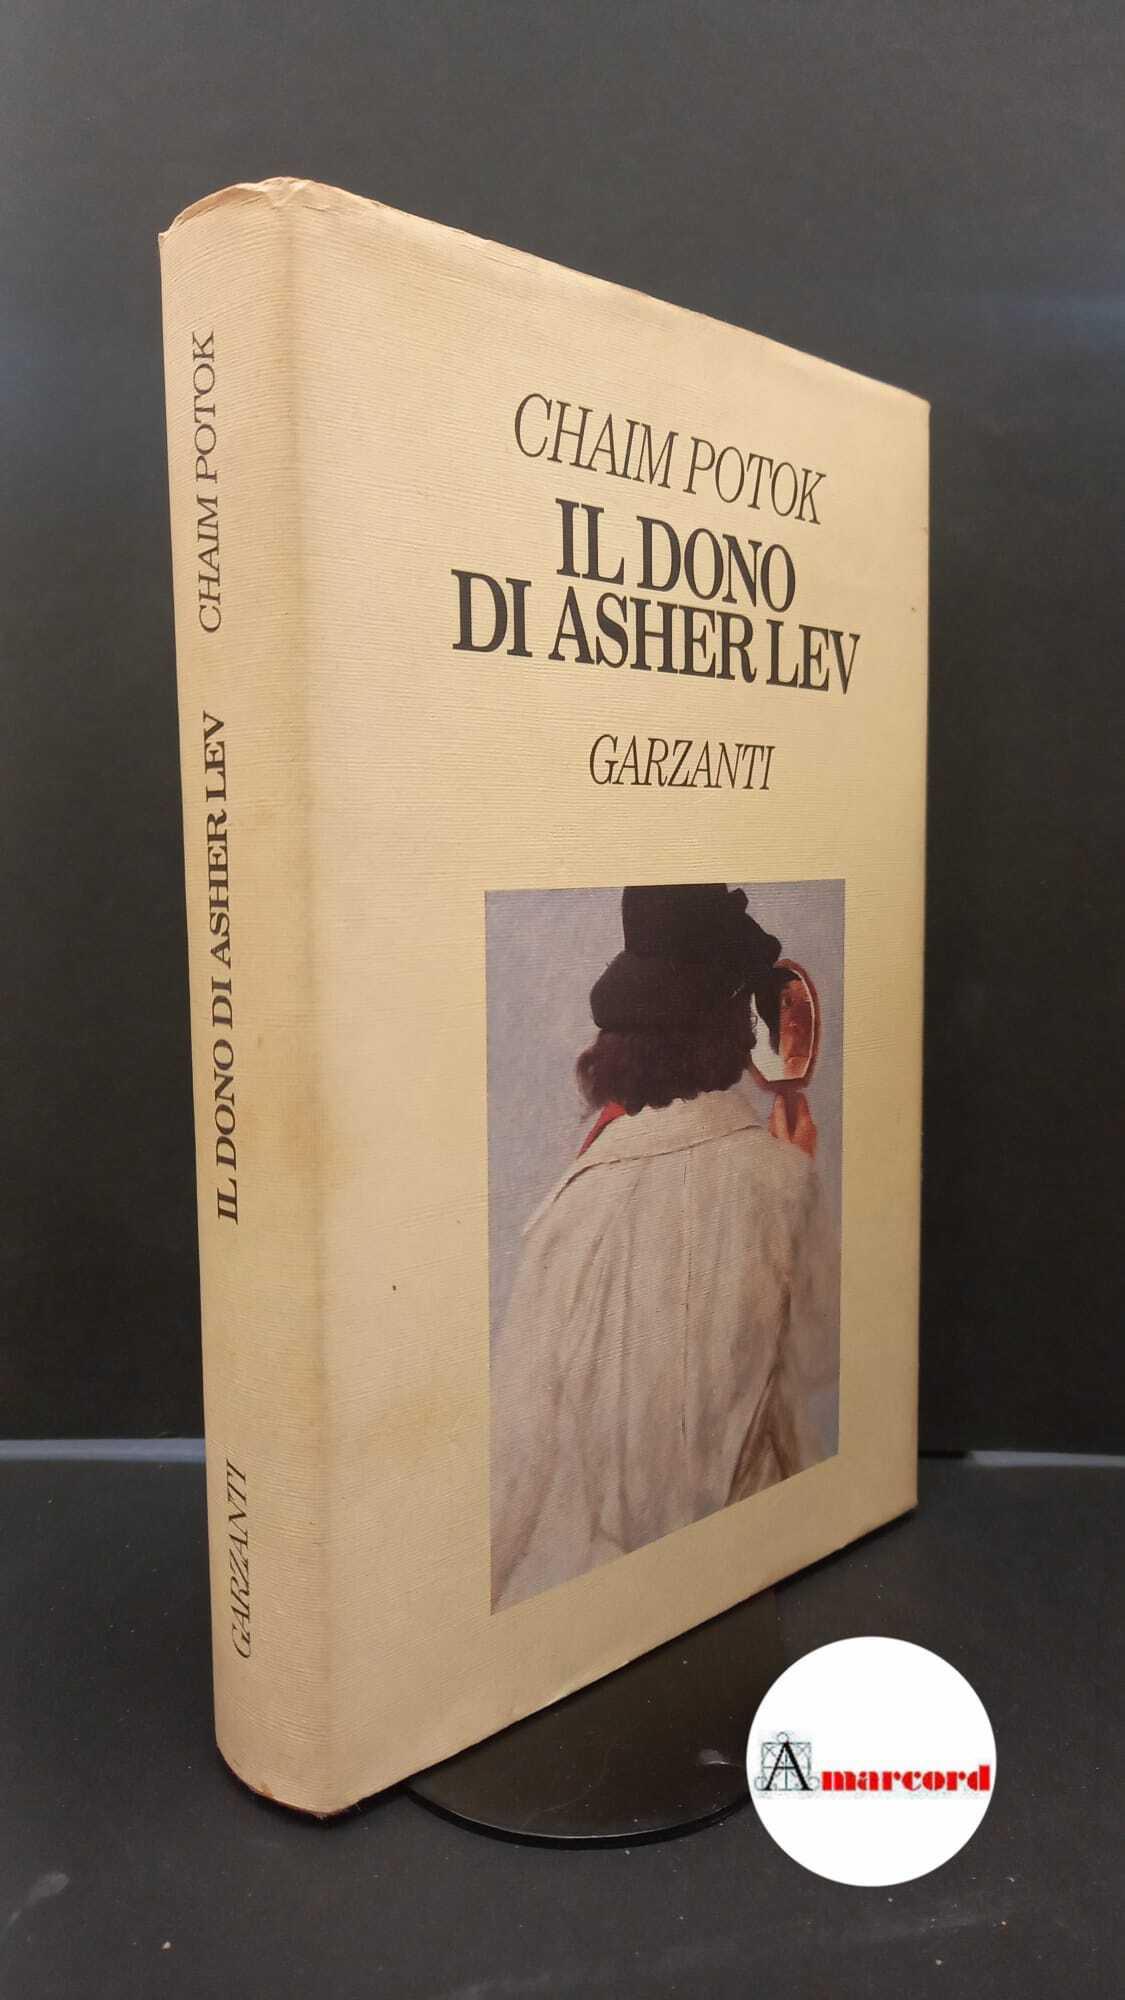 CHAIM POTOK
IL DONO
DI ASHER LEV
GARZANTI
CHAIM POTOK
IL DONO DI ASHER LEV
GARZANTI
Amarcord